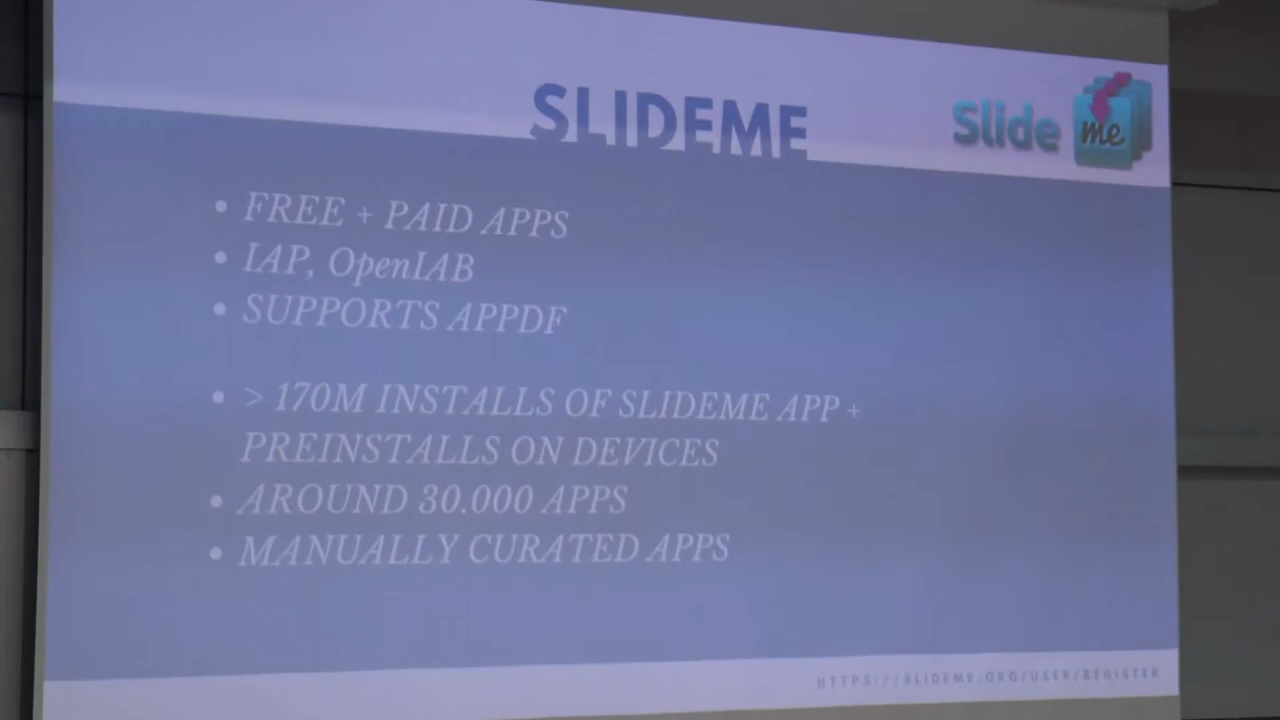 SLIDEME
Slide me
• FREE + PAID APPS
• IAP, OpenIAB
• SUPPORTS APPDF
• > 170M INSTALLS OF SLIDEME APP +
PREINSTALLS ON DEVICES
• AROUND 30.000 APPS
• MANUALLY CURATED APPS
HTTPS://SLIDEME.ORG/USER/REGISTER